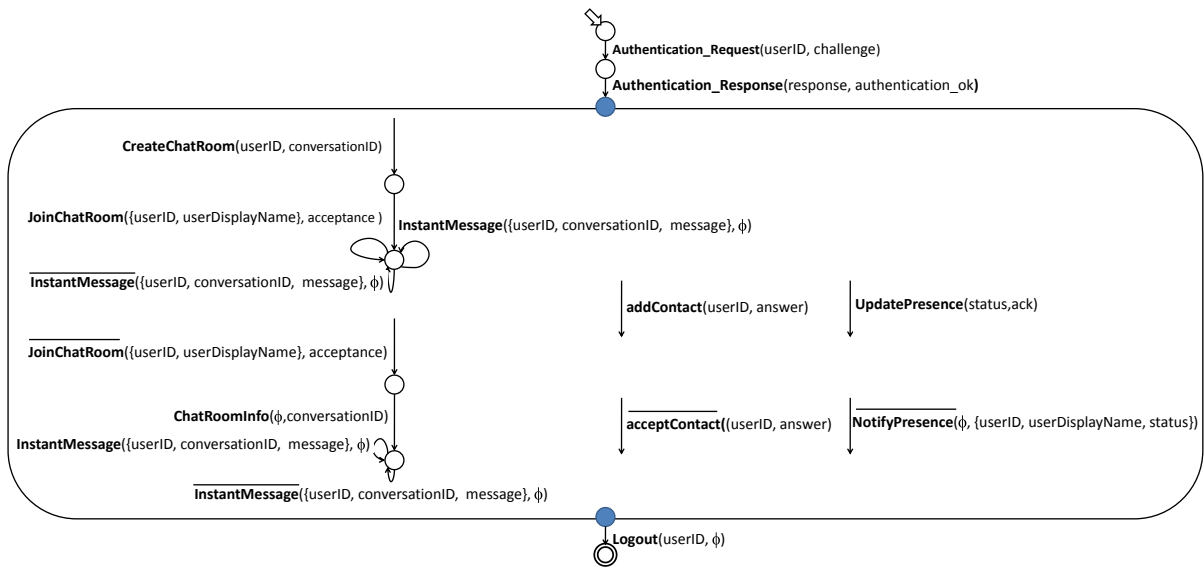 Authentication_Request(userID, challenge)
Authentication_Response(response, authentication_ok)
CreateChatRoom(userID, conversationID)
JoinChatRoom({userID, userDisplayName}, acceptance )
InstantMessage({userID, conversationID, message}, ϕ)
InstantMessage({userID, conversationID, message}, ϕ)
addContact(userID, answer)
UpdatePresence(status,ack)
JoinChatRoom({userID, userDisplayName}, acceptance)
ChatRoomInfo(ϕ,conversationID)
acceptContact((userID, answer)
NotifyPresence(ϕ, {userID, userDisplayName, status})
InstantMessage({userID, conversationID, message}, ϕ)
InstantMessage({userID, conversationID, message}, ϕ)
Logout(userID, ϕ)